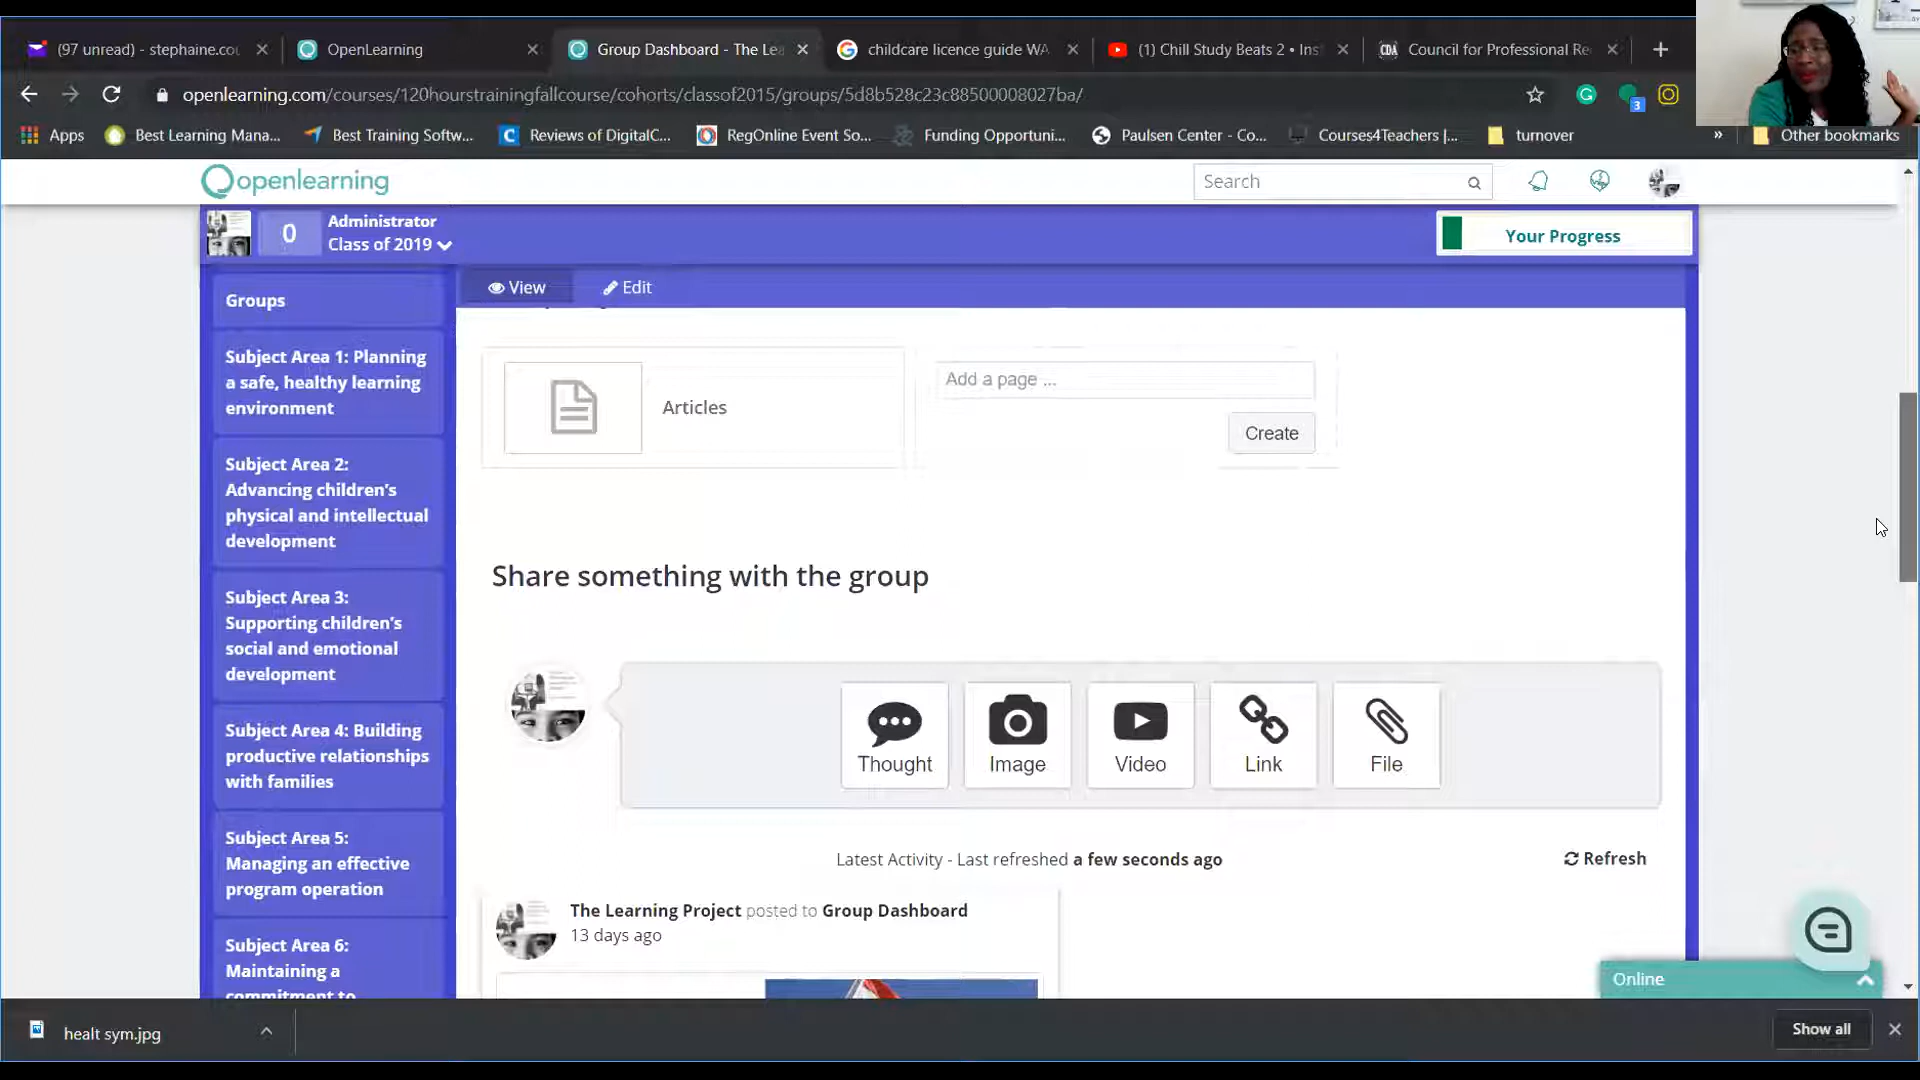 (97 unread) - stephaine.cou
OpenLearning
Group Dashboard - The Lea
childcare licence guide WA
(1) Chill Study Beats 2 • Ins
CDA
Council for Professional Re
openlearning.com/courses/120hourstrainingfallcourse/cohorts/classof2015/groups/5d8b528c23c88500008027ba/
3
Apps
Best Learning Mana...
Best Training Softw...
Reviews of DigitalC...
RegOnline Event So...
Funding Opportuni...
Paulsen Center - Co...
Courses4Teachers |...
turnover
»
Other bookmarks
openlearning
Search
0
Administrator
Class of 2019
Your Progress
Groups
View
Edit
Subject Area 1: Planning
a safe, healthy learning
environment
Subject Area 2:
Advancing children's
physical and intellectual
development
Subject Area 3:
Supporting children's
social and emotional
development
Subject Area 4: Building
productive relationships
with families
Subject Area 5:
Managing an effective
program operation
Subject Area 6:
Maintaining a
commitment to
Articles
Add a page ...
Create
Share something with the group
Thought
Image
Video
Link
File
Latest Activity - Last refreshed a few seconds ago
Refresh
The Learning Project posted to Group Dashboard
13 days ago
Online
healt sym.jpg
Show all